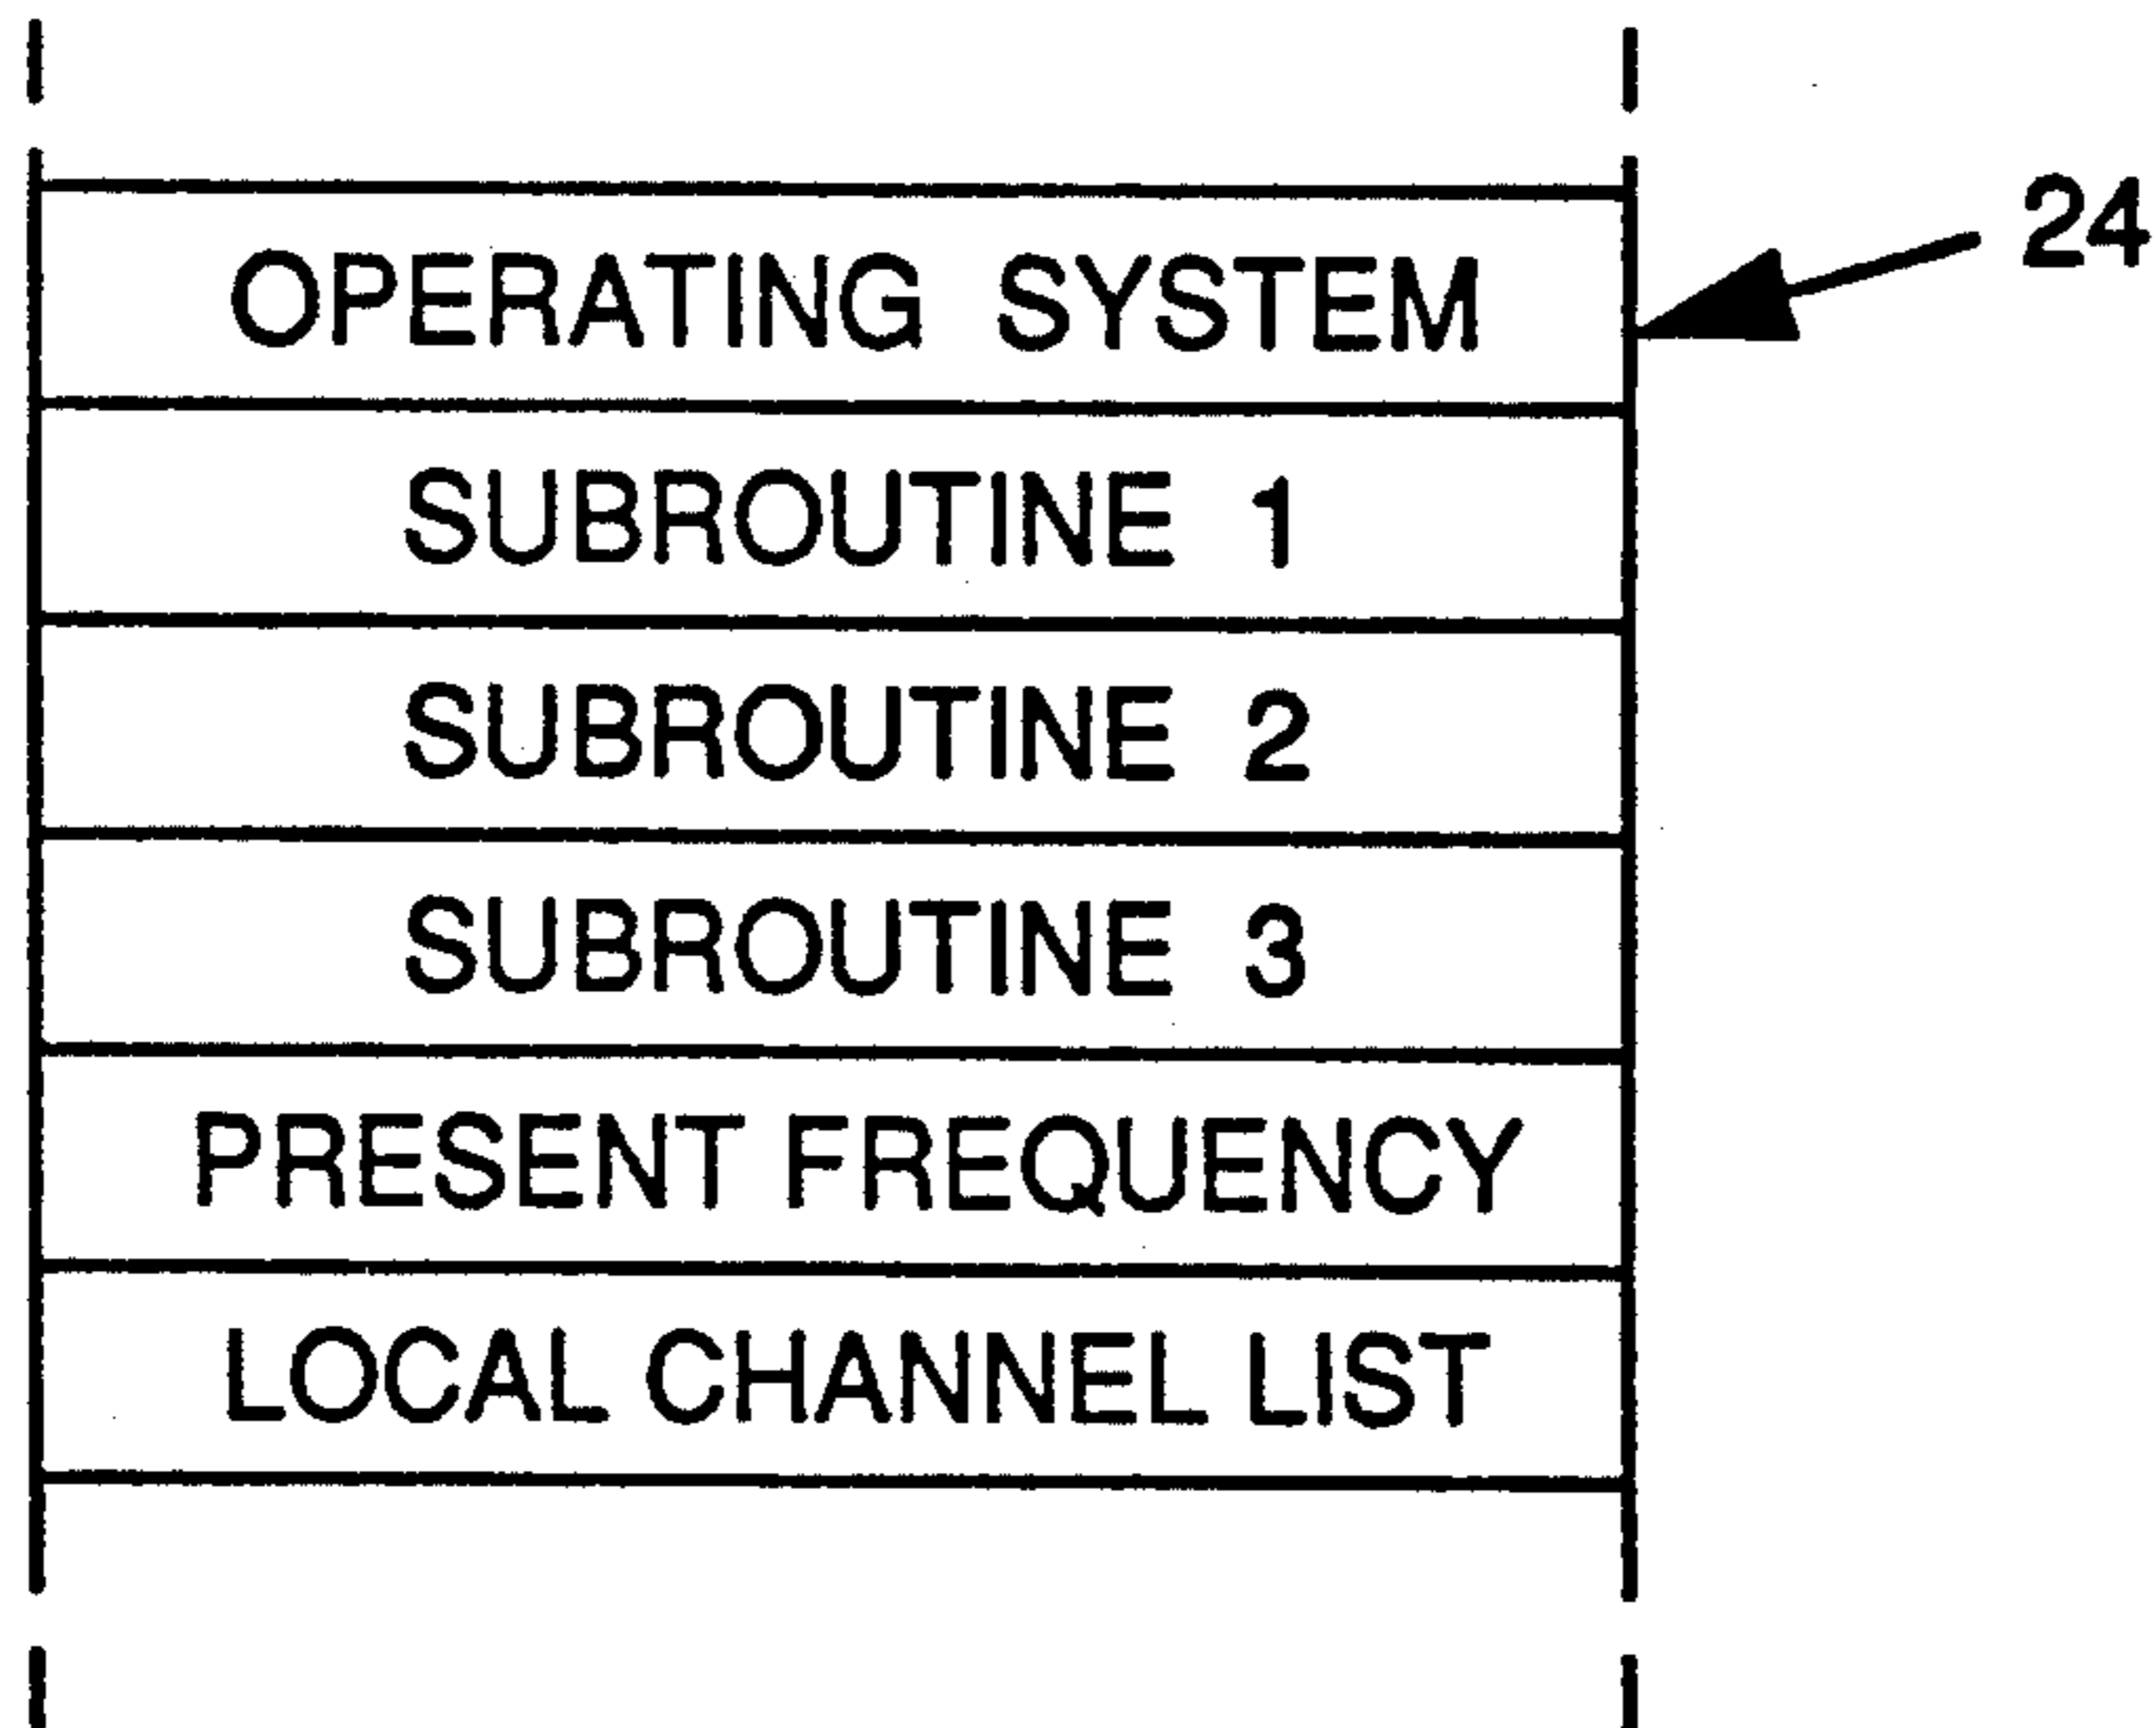 OPERATING SYSTEM
24
SUBROUTINE 1
SUBROUTINE 2
SUBROUTINE 3
PRESENT FREQUENCY
LOCAL CHANNEL LIST